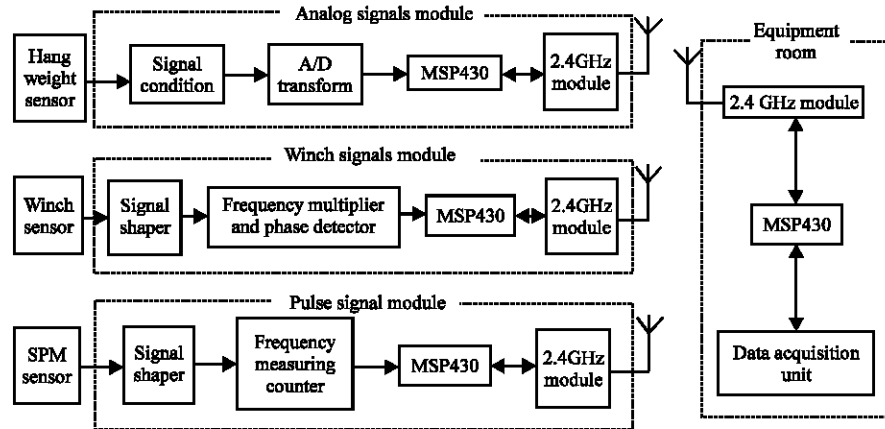 Analog signals module
Hang
weight
sensor
Signal
condition
A/D
transform
MSP430
2.4GHz
module
Winch signals module
Winch
sensor
Signal
shaper
Frequency multiplier
and phase detector
MSP430
2.4GHz
module
Pulse signal module
SPM
sensor
Signal
shaper
Frequency
measuring
counter
MSP430
2.4GHz
module
Equipment
room
2.4 GHz module
MSP430
Data acquisition
unit